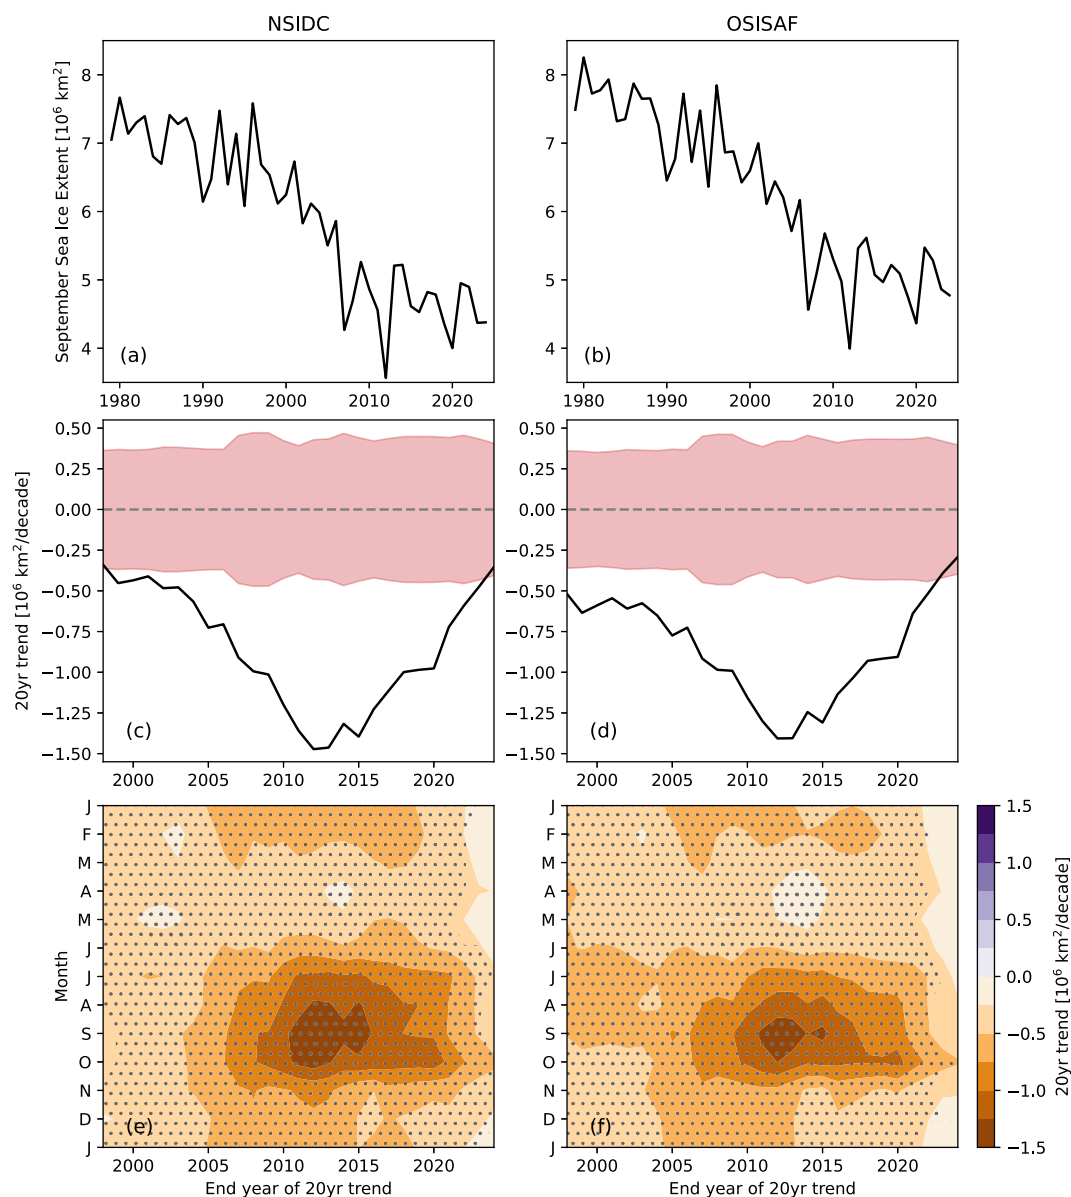 NSIDC
OSISAF
September Sea Ice Extent [10⁶ km²]
8
7
6
5
4
(a)
1980 1990 2000 2010 2020
8
7
6
5
4
(b)
1980 1990 2000 2010 2020
20yr trend [10⁶ km²/decade]
0.50
0.25
0.00
−0.25
−0.50
−0.75
−1.00
−1.25
−1.50
(c)
2000 2005 2010 2015 2020
0.50
0.25
0.00
−0.25
−0.50
−0.75
−1.00
−1.25
−1.50
(d)
2000 2005 2010 2015 2020
Month
J
F
M
A
M
J
J
A
S
O
N
D
J
(e)
2000 2005 2010 2015 2020
End year of 20yr trend
J
F
M
A
M
J
J
A
S
O
N
D
J
(f)
2000 2005 2010 2015 2020
End year of 20yr trend
1.5
1.0
0.5
0.0
−0.5
−1.0
−1.5
20yr trend [10⁶ km²/decade]